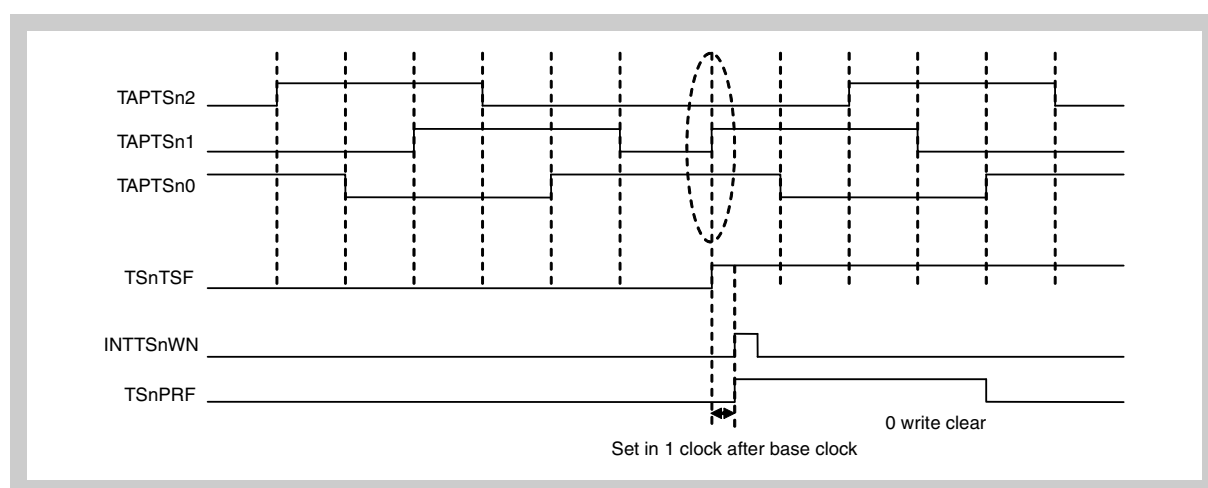 TAPTSn2
TAPTSn1
TAPTSn0
TSnTSF
INTTSnWN
TSnPRF
0 write clear
Set in 1 clock after base clock